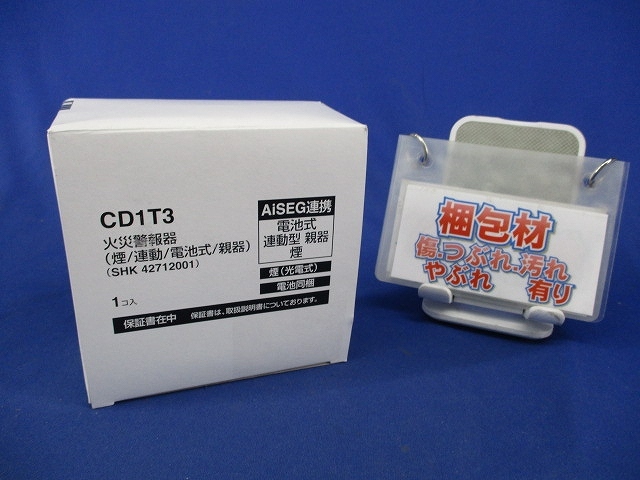 CD1T3
火災警報器
(煙/連動/電池式/親器)
(SHK 42712001)
1コ入
保証書在中 保証書は、取扱説明書についております。
AiSEG連携
電池式
連動型 親器
煙
煙(光電式)
電池同梱
梱包材
傷・つぶれ・汚れ
やぶれ 有り